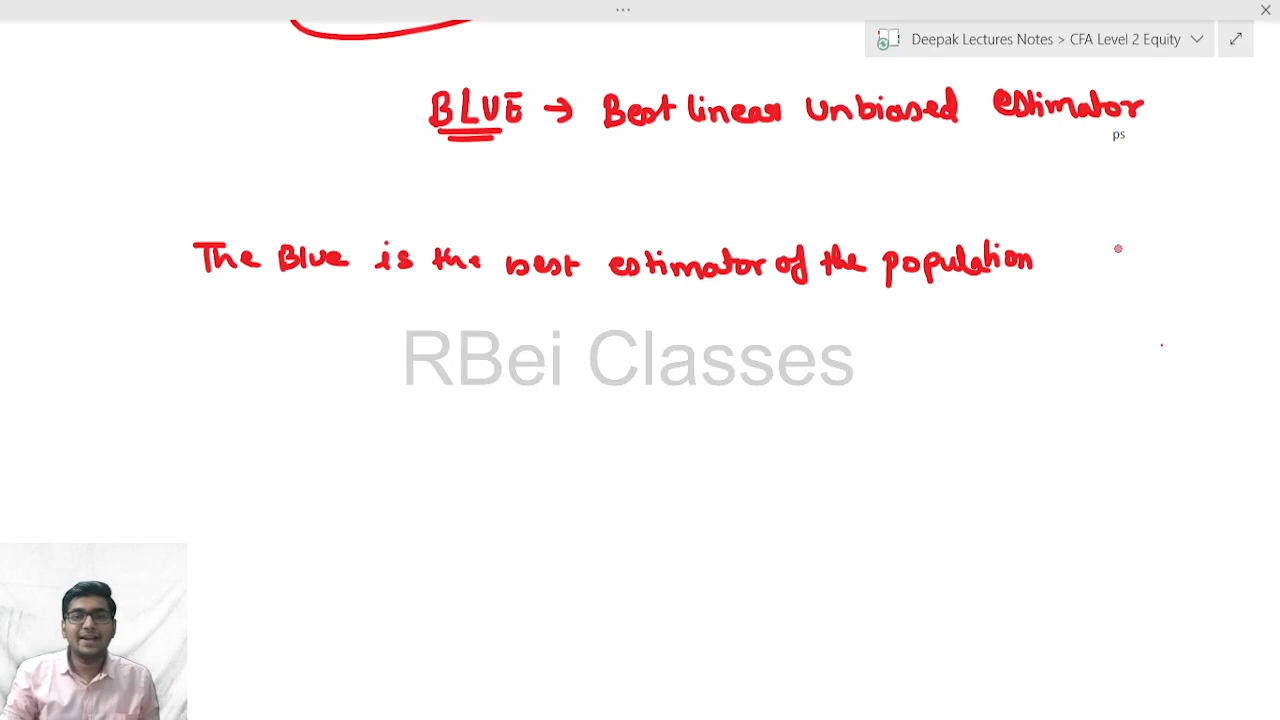 Deepak Lectures Notes > CFA Level 2 Equity
BLUE → Best linear Unbiased estimator
ps
The Blue is the best estimator of the population
RBei Classes